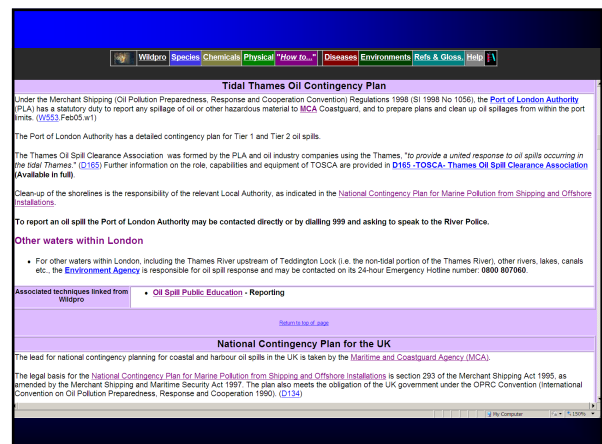 Wildpro Species Chemicals Physical "How to..." Diseases Environments Refs & Gloss. Help
Tidal Thames Oil Contingency Plan
Under the Merchant Shipping (Oil Pollution Preparedness, Response and Cooperation Convention) Regulations 1998 (SI 1998 No 1056), the Port of London Authority
(PLA) has a statutory duty to report any spillage of oil or other hazardous material to MCA Coastguard, and to prepare plans and clean up oil spillages from within the port
limits. (W553.Feb05.w1)
The Port of London Authority has a detailed contingency plan for Tier 1 and Tier 2 oil spills.
The Thames Oil Spill Clearance Association was formed by the PLA and oil industry companies using the Thames, "to provide a united response to oil spills occurring in
the tidal Thames." (D165) Further information on the role, capabilities and equipment of TOSCA are provided in D165 -TOSCA- Thames Oil Spill Clearance Association
(Available in full).
Clean-up of the shorelines is the responsibility of the relevant Local Authority, as indicated in the National Contingency Plan for Marine Pollution from Shipping and Offshore
Installations.
To report an oil spill the Port of London Authority may be contacted directly or by dialling 999 and asking to speak to the River Police.
Other waters within London
• For other waters within London, including the Thames River upstream of Teddington Lock (i.e. the non-tidal portion of the Thames River), other rivers, lakes, canals
etc., the Environment Agency is responsible for oil spill response and may be contacted on its 24-hour Emergency Hotline number: 0800 807060.
Associated techniques linked from
Wildpro
• Oil Spill Public Education - Reporting
Return to top of page
National Contingency Plan for the UK
The lead for national contingency planning for coastal and harbour oil spills in the UK is taken by the Maritime and Coastguard Agency (MCA).
The legal basis for the National Contingency Plan for Marine Pollution from Shipping and Offshore Installations is section 293 of the Merchant Shipping Act 1995, as
amended by the Merchant Shipping and Maritime Security Act 1997. The plan also meets the obligation of the UK government under the OPRC Convention (International
Convention on Oil Pollution Preparedness, Response and Cooperation 1990). (D134)
My Computer
150%